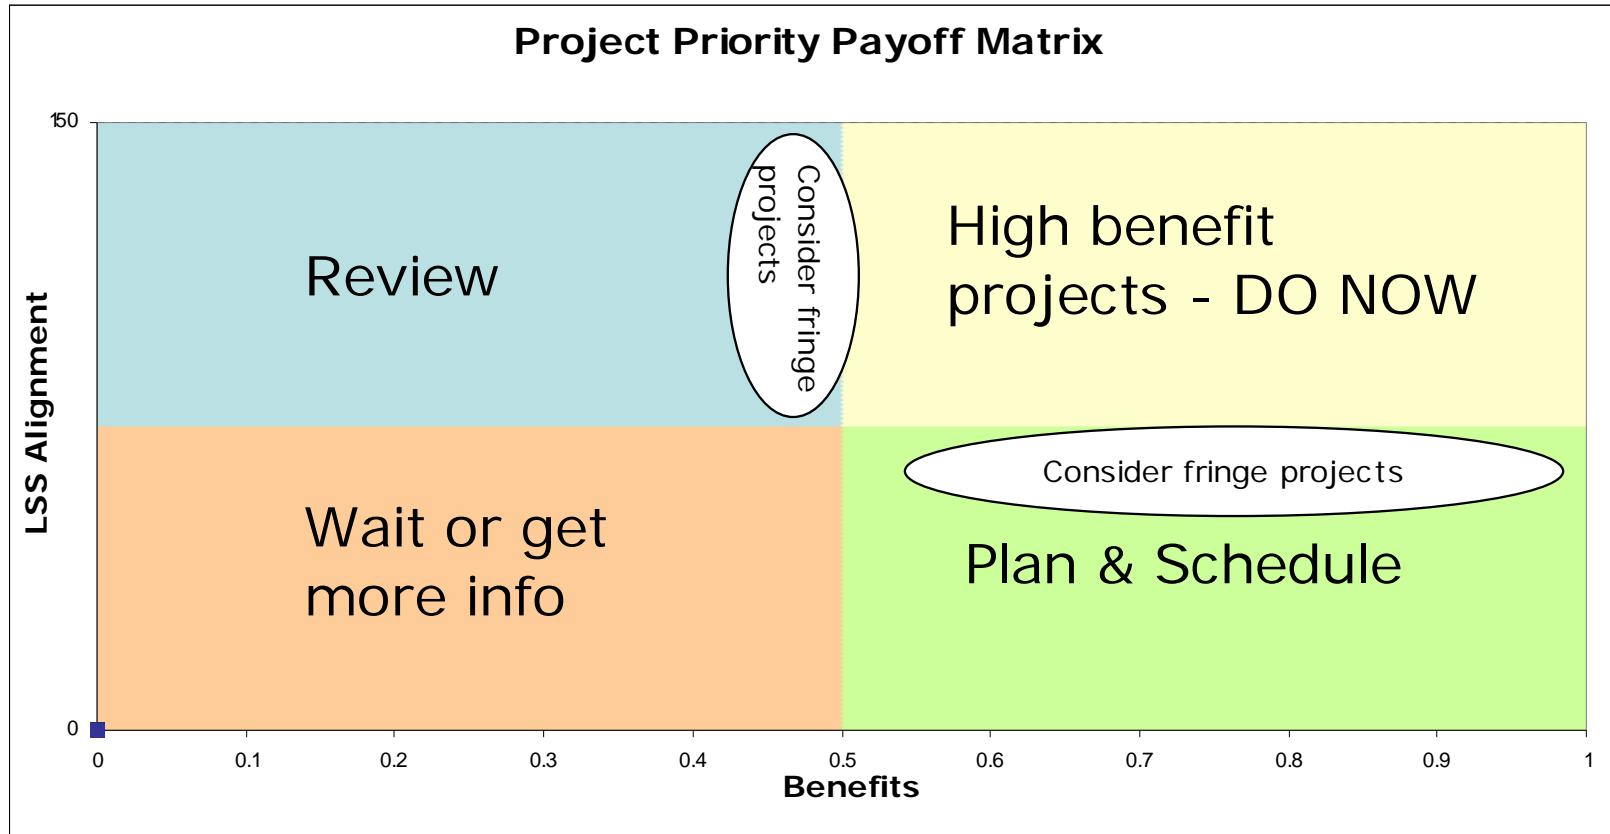 Project Priority Payoff Matrix
150
Review
Consider fringe
projects
High benefit
projects - DO NOW
LSS Alignment
Consider fringe projects
Wait or get
more info
Plan & Schedule
0
0 0.1 0.2 0.3 0.4 0.5 0.6 0.7 0.8 0.9 1
Benefits